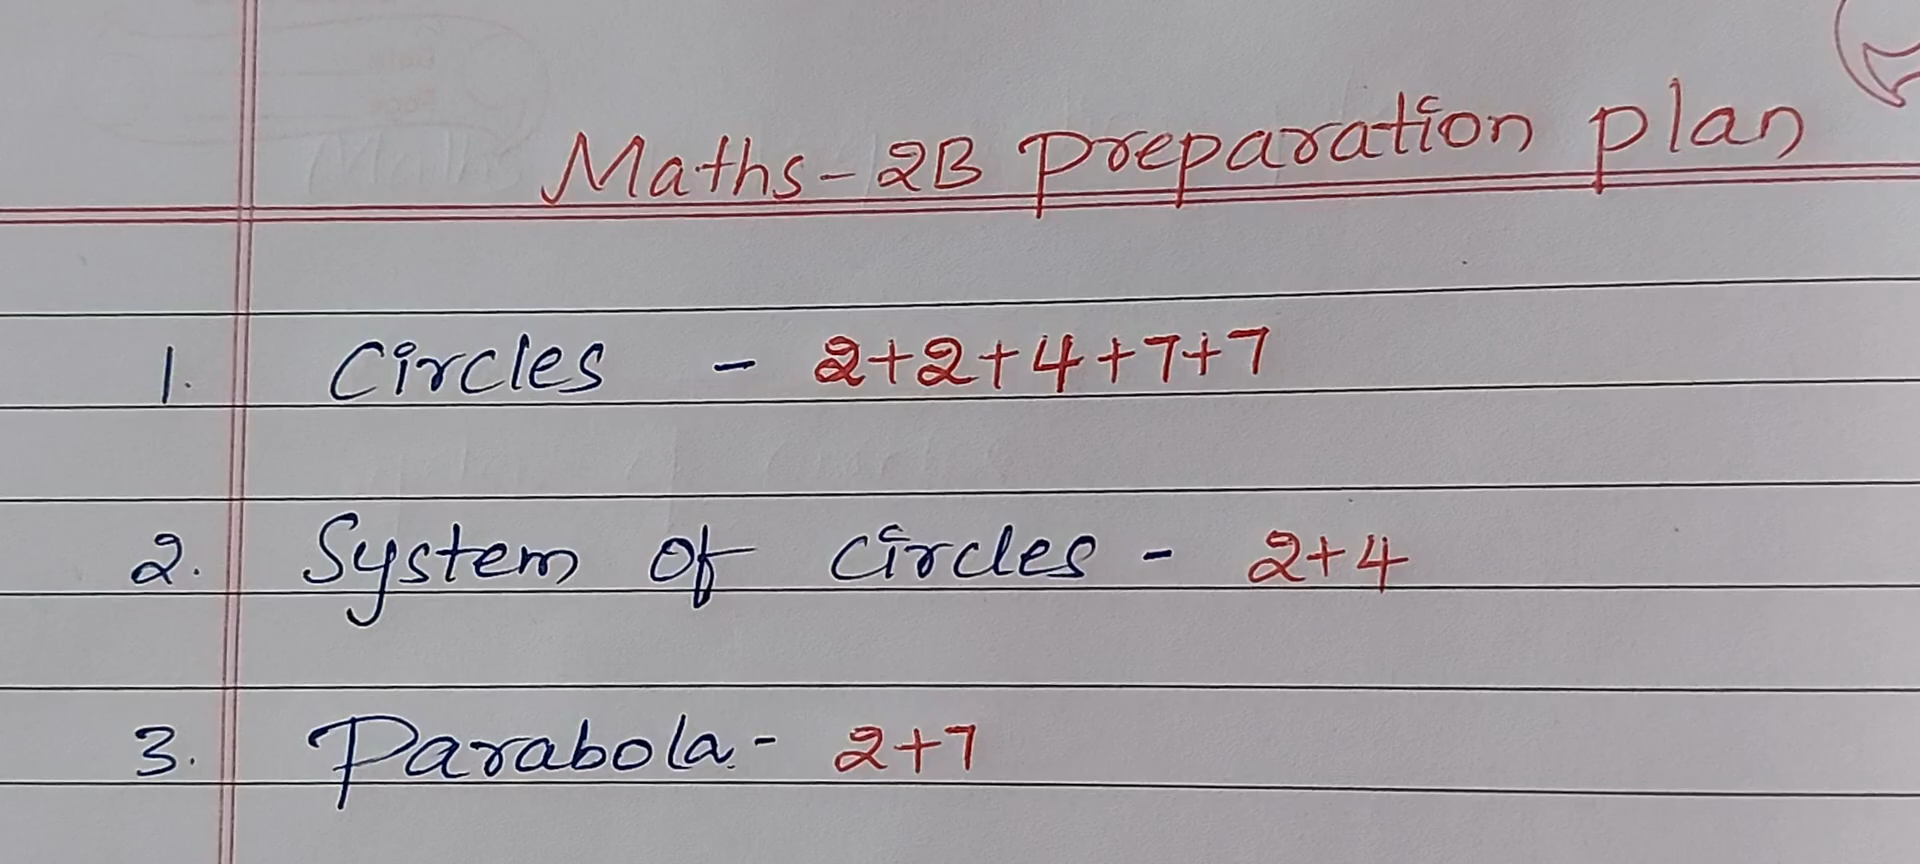 Maths-2B Preparation plan
1. Circles - 2+2+4+7+7
2. System of circles - 2+4
3. Parabola - 2+7